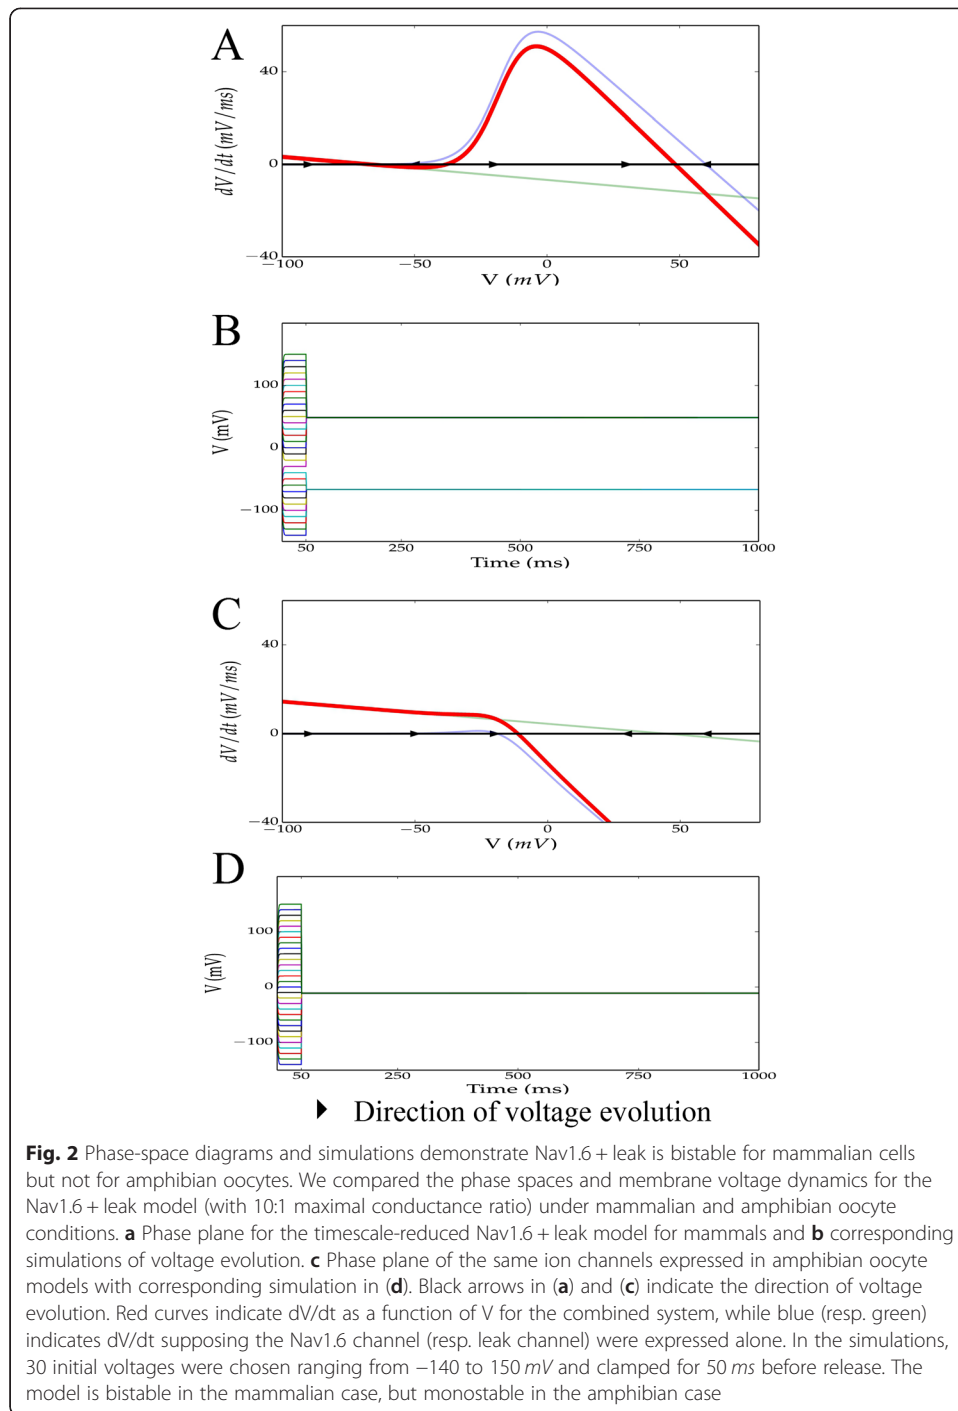 A
40
0
−40
dV/dt (mV/ms)
−100
−50
0
50
V (mV)
B
100
0
−100
V (mV)
50
250
500
750
1000
Time (ms)
C
40
0
−40
dV/dt (mV/ms)
−100
−50
0
50
V (mV)
D
100
0
−100
V (mV)
50
250
500
750
1000
Time (ms)
Direction of voltage evolution
Fig. 2 Phase-space diagrams and simulations demonstrate Nav1.6 + leak is bistable for mammalian cells
but not for amphibian oocytes. We compared the phase spaces and membrane voltage dynamics for the
Nav1.6 + leak model (with 10:1 maximal conductance ratio) under mammalian and amphibian oocyte
conditions. a Phase plane for the timescale-reduced Nav1.6 + leak model for mammals and b corresponding
simulations of voltage evolution. c Phase plane of the same ion channels expressed in amphibian oocyte
models with corresponding simulation in (d). Black arrows in (a) and (c) indicate the direction of voltage
evolution. Red curves indicate dV/dt as a function of V for the combined system, while blue (resp. green)
indicates dV/dt supposing the Nav1.6 channel (resp. leak channel) were expressed alone. In the simulations,
30 initial voltages were chosen ranging from −140 to 150 mV and clamped for 50 ms before release. The
model is bistable in the mammalian case, but monostable in the amphibian case